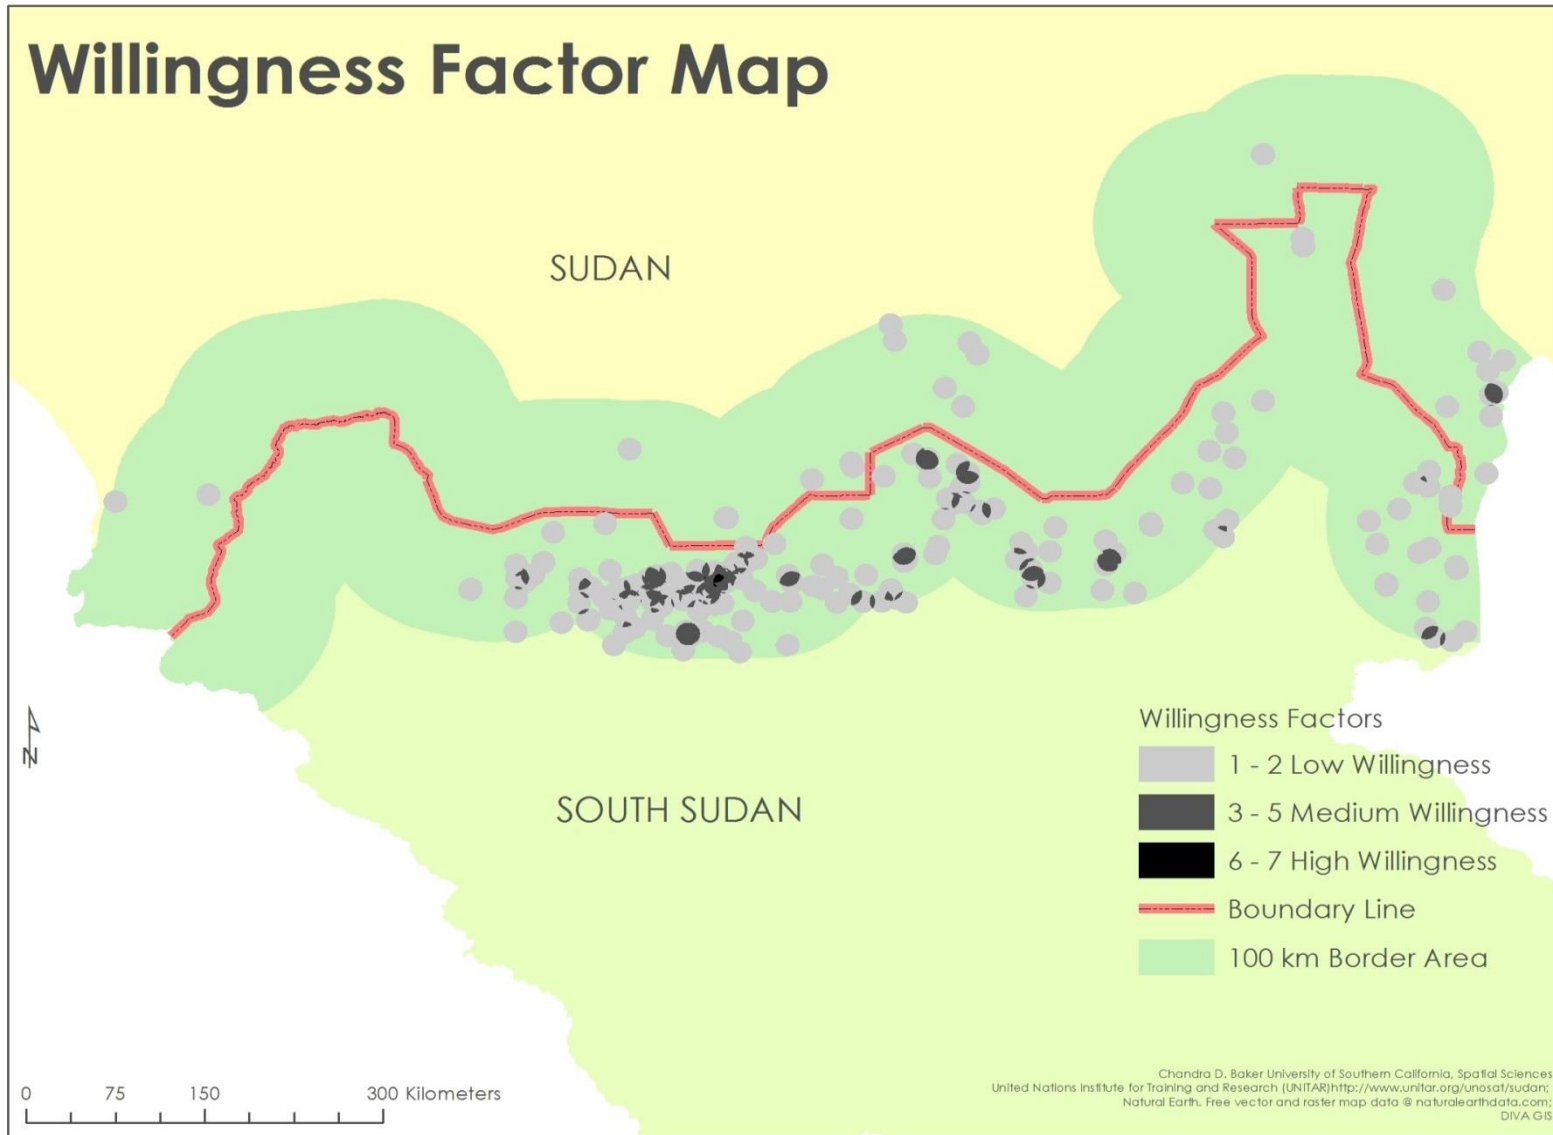 Willingness Factor Map
SUDAN
SOUTH SUDAN
Willingness Factors
1 - 2 Low Willingness
3 - 5 Medium Willingness
6 - 7 High Willingness
Boundary Line
100 km Border Area
N
0 75 150 300 Kilometers
Chandra D. Baker University of Southern California, Spatial Sciences
United Nations Institute for Training and Research (UNITAR)http://www.unitar.org/unosat/sudan;
Natural Earth. Free vector and raster map data @ naturalearthdata.com;
DIVA GIS